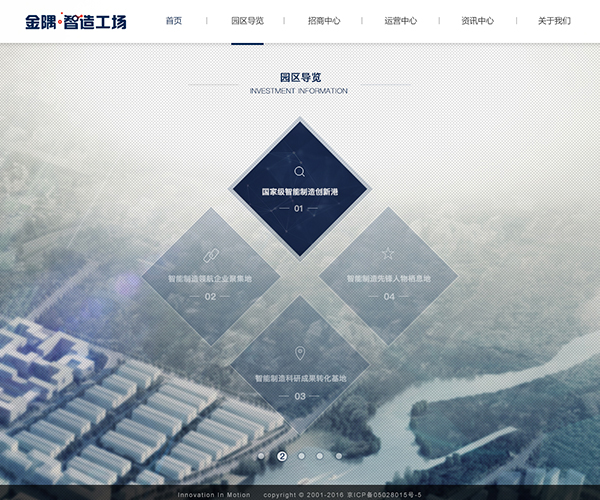 金隅·智造工场
首页 园区导览 招商中心 运营中心 资讯中心 关于我们
园区导览
INVESTMENT INFORMATION
国家级智能制造创新港
01
智能制造领航企业聚集地
02
智能制造先锋人物栖息地
04
智能制造科研成果转化基地
03
2
Innovation In Motion copyright © 2001-2016 京ICP备05028015号-5